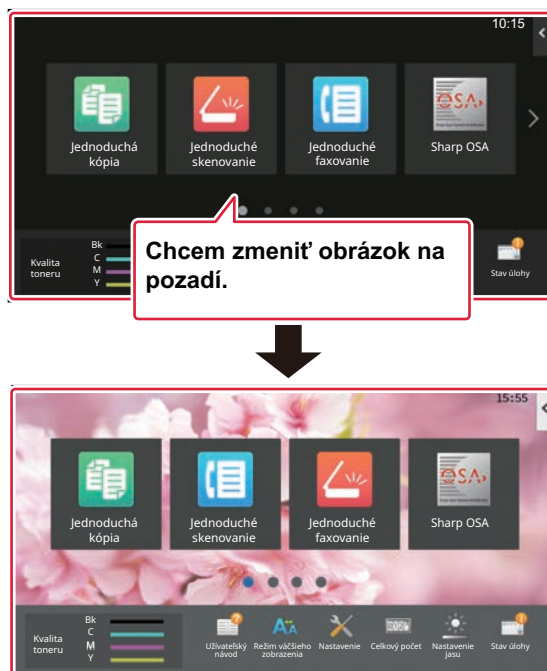 10:15
Jednoduchá
kópia
Jednoduché
skenovanie
Jednoduché
faxovanie
OSA
Sharp OSA
Chcem zmeniť obrázok na
pozadí.
Kvalita
toneru
Bk
C
M
Y
Stav úlohy
15:55
Jednoduchá
kópia
Jednoduché
skenovanie
Jednoduché
faxovanie
OSA
Sharp OSA
Kvalita
toneru
Bk
C
M
Y
Užívateľský
návod
Režim väčšieho
zobrazenia
Nastavenie
Celkový počet
Nastavenie
jasu
Stav úlohy